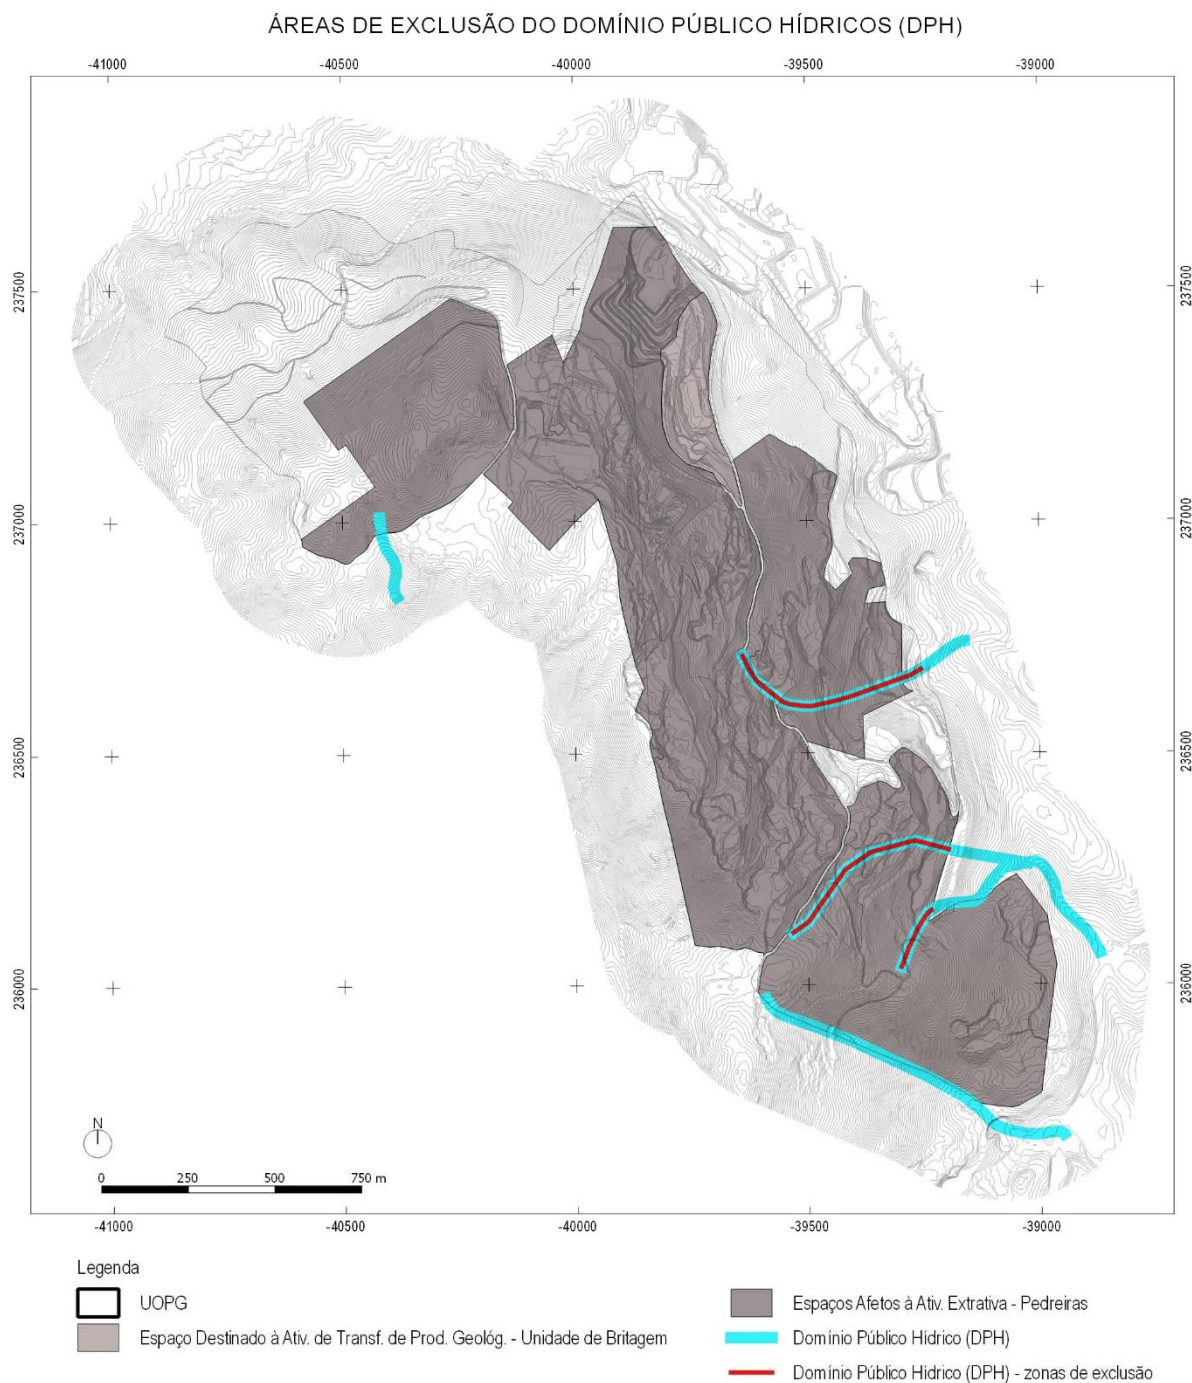 ÁREAS DE EXCLUSÃO DO DOMÍNIO PÚBLICO HÍDRICOS (DPH)
-41000 -40500 -40000 -39500 -39000
237500 237500
237000 237000
236500 236500
236000 236000
N
0 250 500 750 m
-41000 -40500 -40000 -39500 -39000
Legenda
UOPG
Espaço Destinado à Ativ. de Transf. de Prod. Geológ. - Unidade de Britagem
Espaços Afetos à Ativ. Extrativa - Pedreiras
Domínio Público Hídrico (DPH)
Domínio Público Hídrico (DPH) - zonas de exclusão